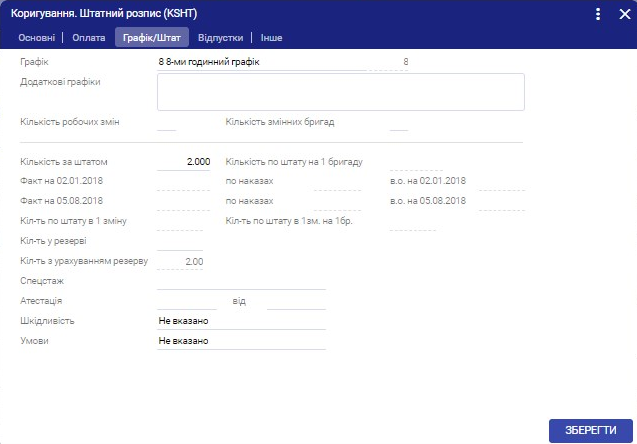 Коригування. Штатний розпис (KSHT)
Основні Оплата Графік/Штат Відпустки Інше
Графік 8 8-ми годинний графік 8
Додаткові графіки
Кількість робочих змін Кількість змінних бригад
Кількість за штатом 2.000 Кількість по штату на 1 бригаду
Факт на 02.01.2018 по наказах в.о. на 02.01.2018
Факт на 05.08.2018 по наказах в.о. на 05.08.2018
Кіл-ть по штату в 1 зміну Кіл-ть по штату в 1зм. на 1бр.
Кіл-ть у резерві
Кіл-ть з урахуванням резерву 2.00
Спецстаж
Атестація від
Шкідливість Не вказано
Умови Не вказано
ЗБЕРЕГТИ